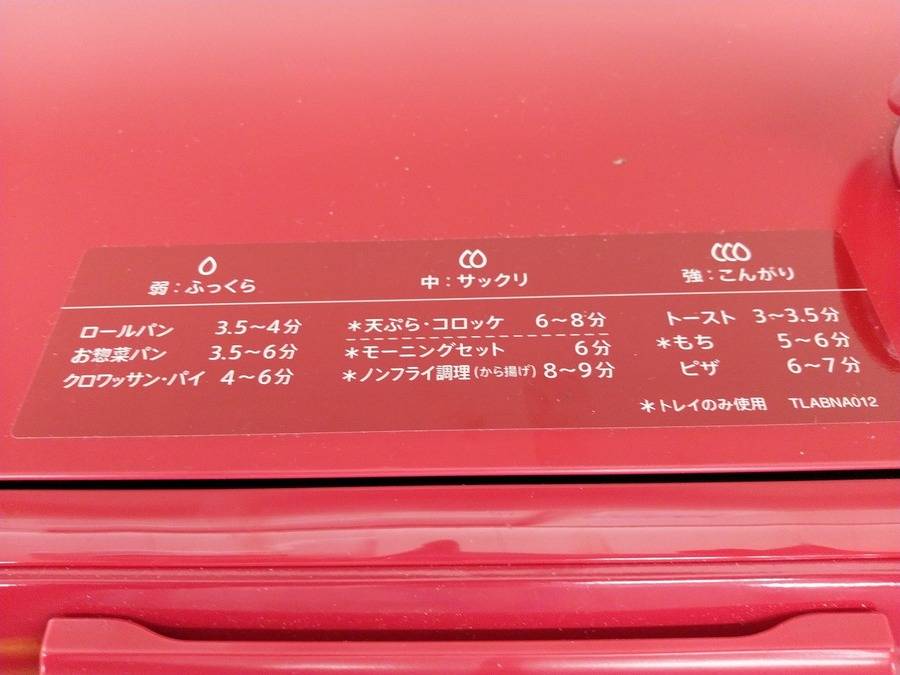 弱：ふっくら
ロールパン 3.5～4分
お惣菜パン 3.5～6分
クロワッサン・パイ 4～6分
中：サックリ
＊天ぷら・コロッケ 6～8分
＊モーニングセット 6分
＊ノンフライ調理(から揚げ) 8～9分
強：こんがり
トースト 3～3.5分
＊もち 5～6分
ピザ 6～7分
＊トレイのみ使用 TLABNA012